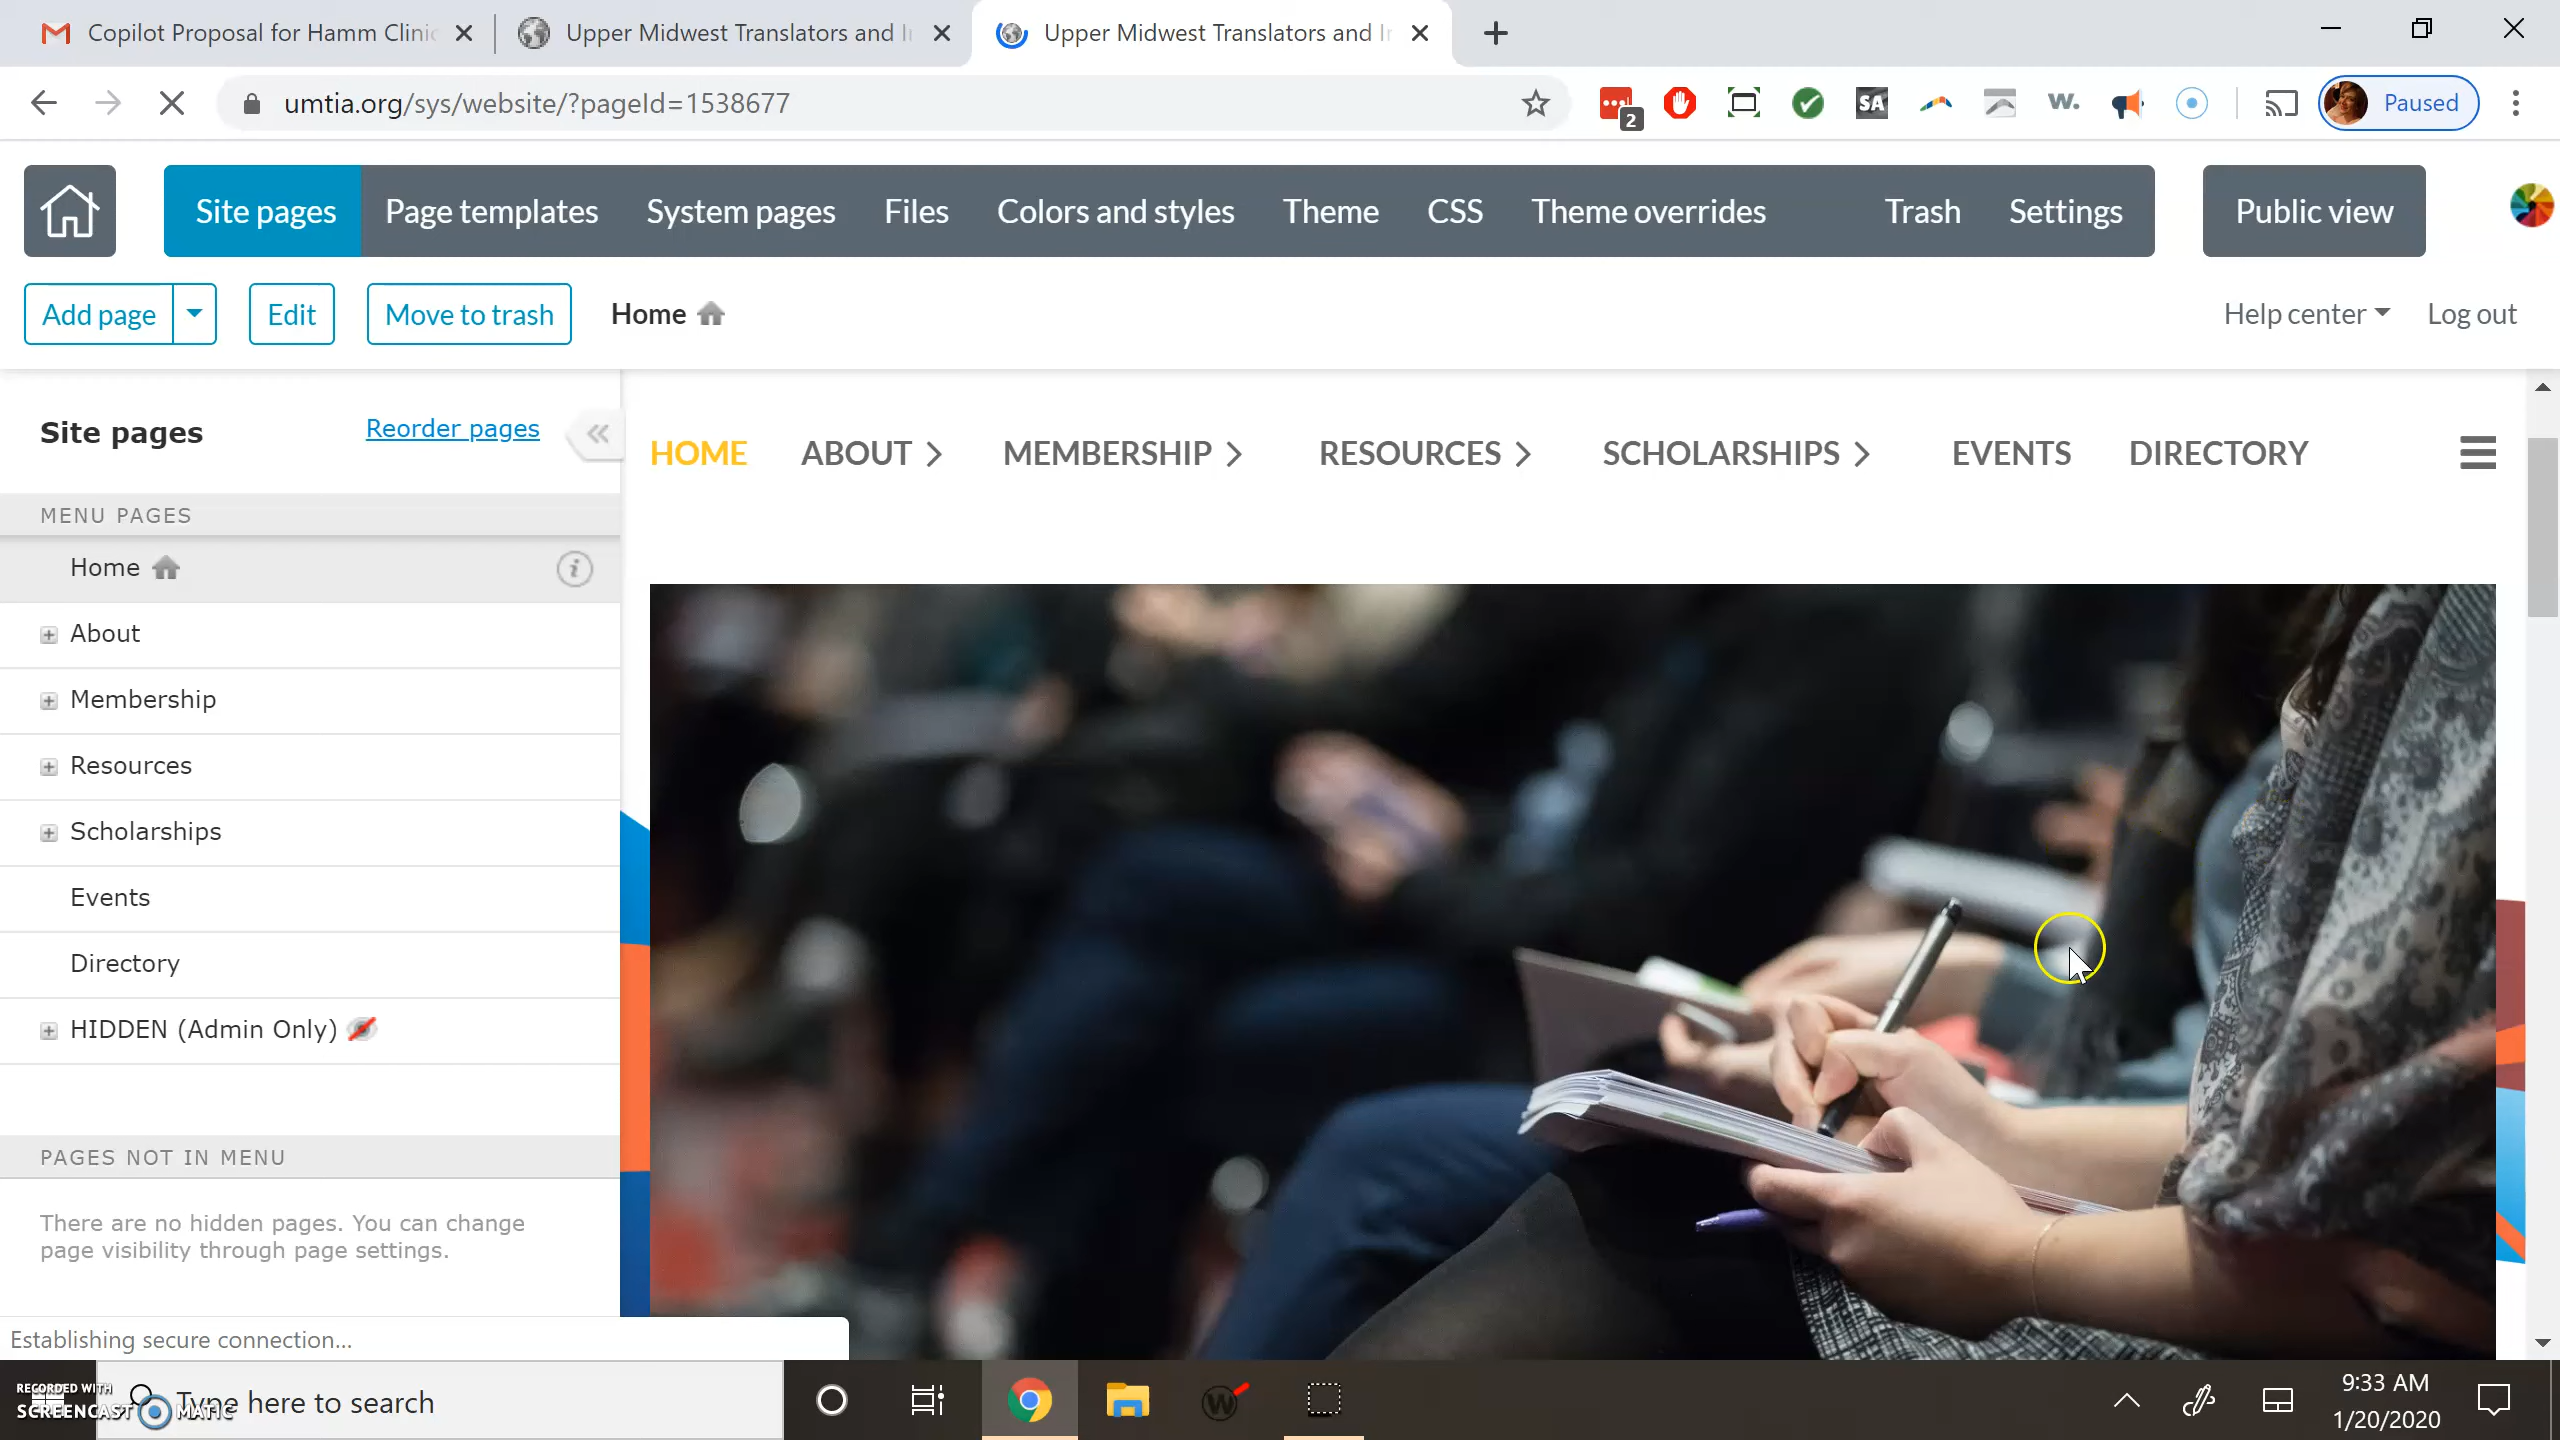 Copilot Proposal for Hamm Clinic
Upper Midwest Translators and I
Upper Midwest Translators and I
umtia.org/sys/website/?pageId=1538677
2
SA
w.
Paused
Site pages
Page templates
System pages
Files
Colors and styles
Theme
CSS
Theme overrides
Trash
Settings
Public view
Add page
Edit
Move to trash
Home
Help center
Log out
Site pages
Reorder pages
HOME
ABOUT
MEMBERSHIP
RESOURCES
SCHOLARSHIPS
EVENTS
DIRECTORY
MENU PAGES
Home
About
Membership
Resources
Scholarships
Events
Directory
HIDDEN (Admin Only)
PAGES NOT IN MENU
There are no hidden pages. You can change
page visibility through page settings.
Establishing secure connection...
RECORDED WITH
SCREENCAST MATIC
Type here to search
9:33 AM
1/20/2020